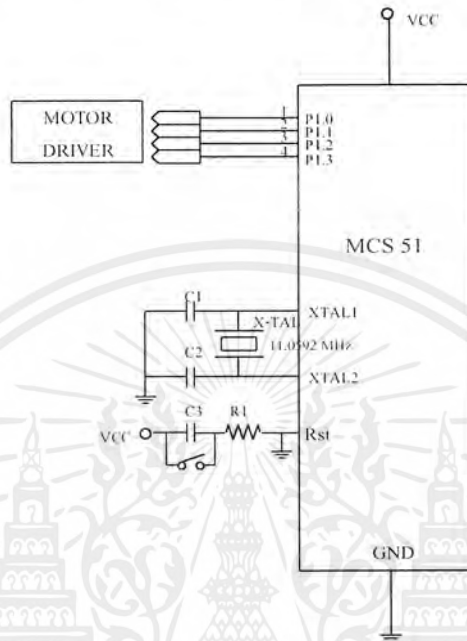 VCC
MOTOR
DRIVER
1
2
3
4
P1.0
P1.1
P1.2
P1.3
MCS 51
C1
XTAL1
X-TAL
11.0592 MHz
C2
XTAL2
VCC
C3
R1
Rst
GND